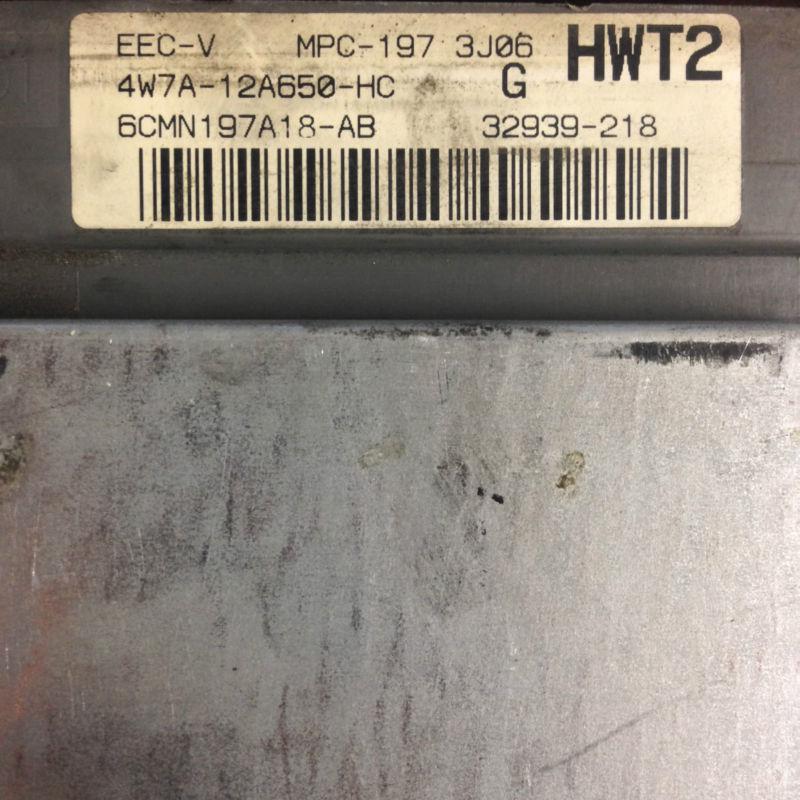 EEC-V MPC-197 3J06 HWT2
4W7A-12A650-HC G
6CMN197A18-AB 32939-218